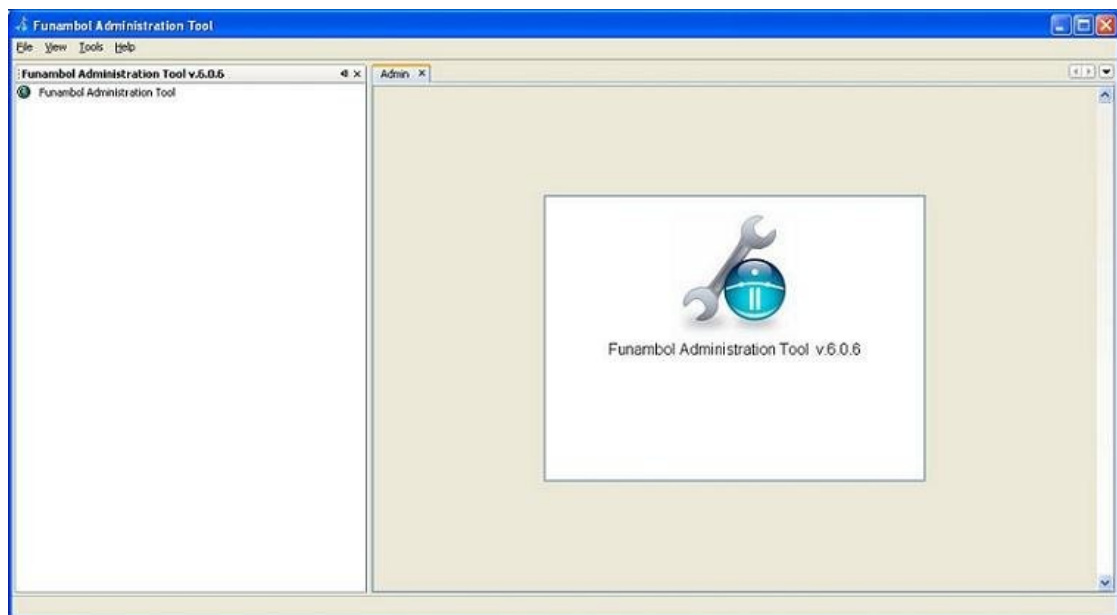 Funambol Administration Tool
File View Tools Help
Funambol Administration Tool v.6.0.6
Admin
Funambol Administration Tool
Funambol Administration Tool v.6.0.6